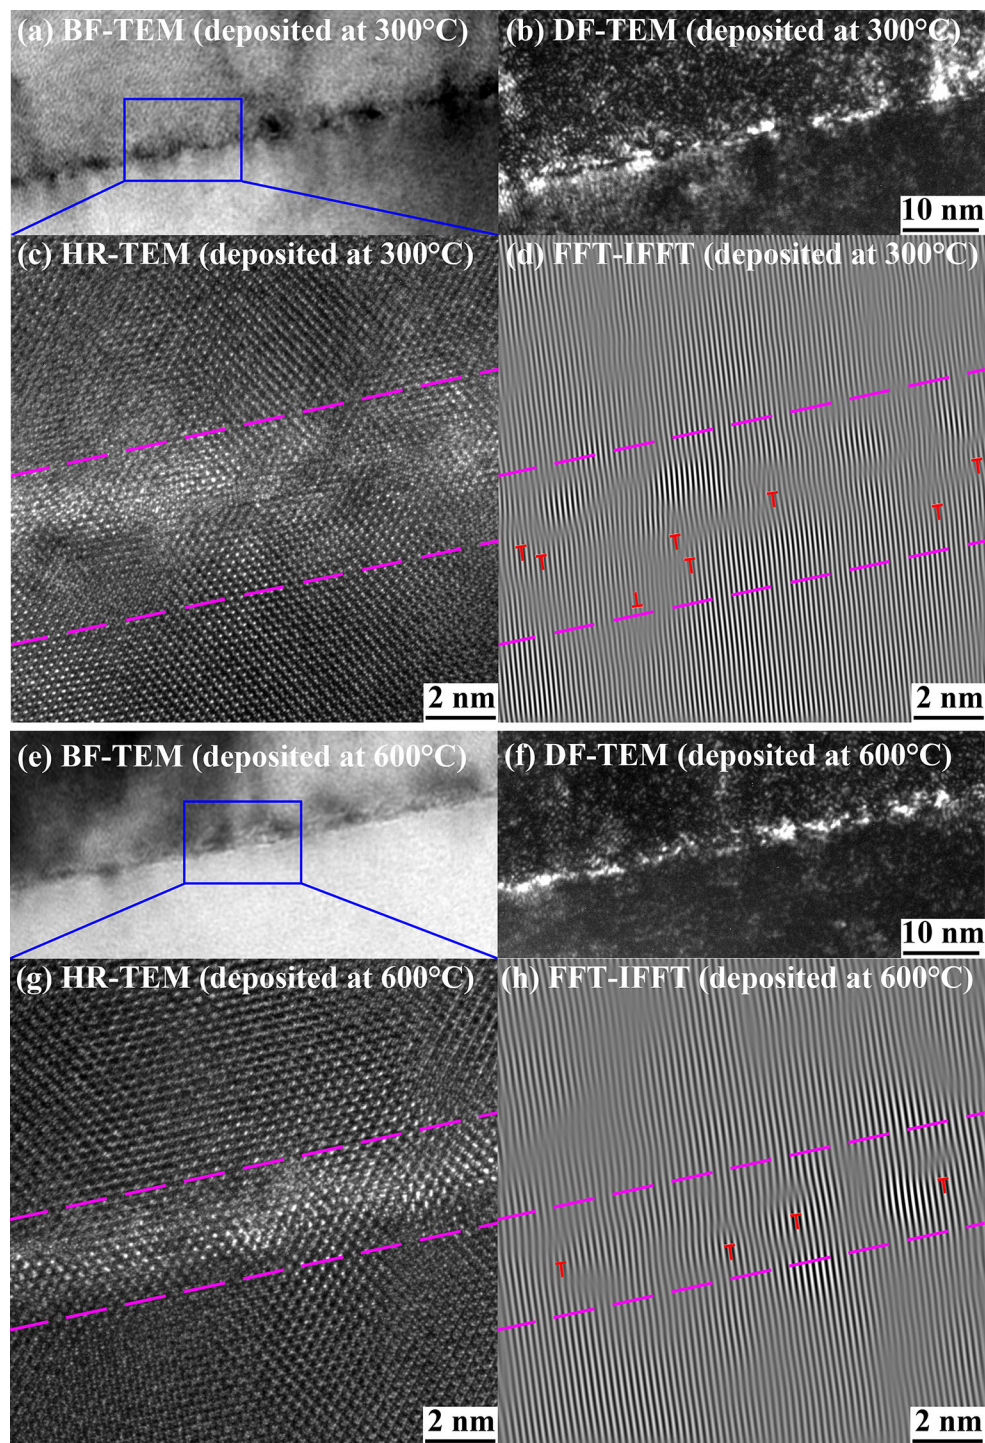 (a) BF-TEM (deposited at 300°C)
(b) DF-TEM (deposited at 300°C)
10 nm
(c) HR-TEM (deposited at 300°C)
(d) FFT-IFFT (deposited at 300°C)
2 nm
2 nm
(e) BF-TEM (deposited at 600°C)
(f) DF-TEM (deposited at 600°C)
10 nm
(g) HR-TEM (deposited at 600°C)
(h) FFT-IFFT (deposited at 600°C)
2 nm
2 nm